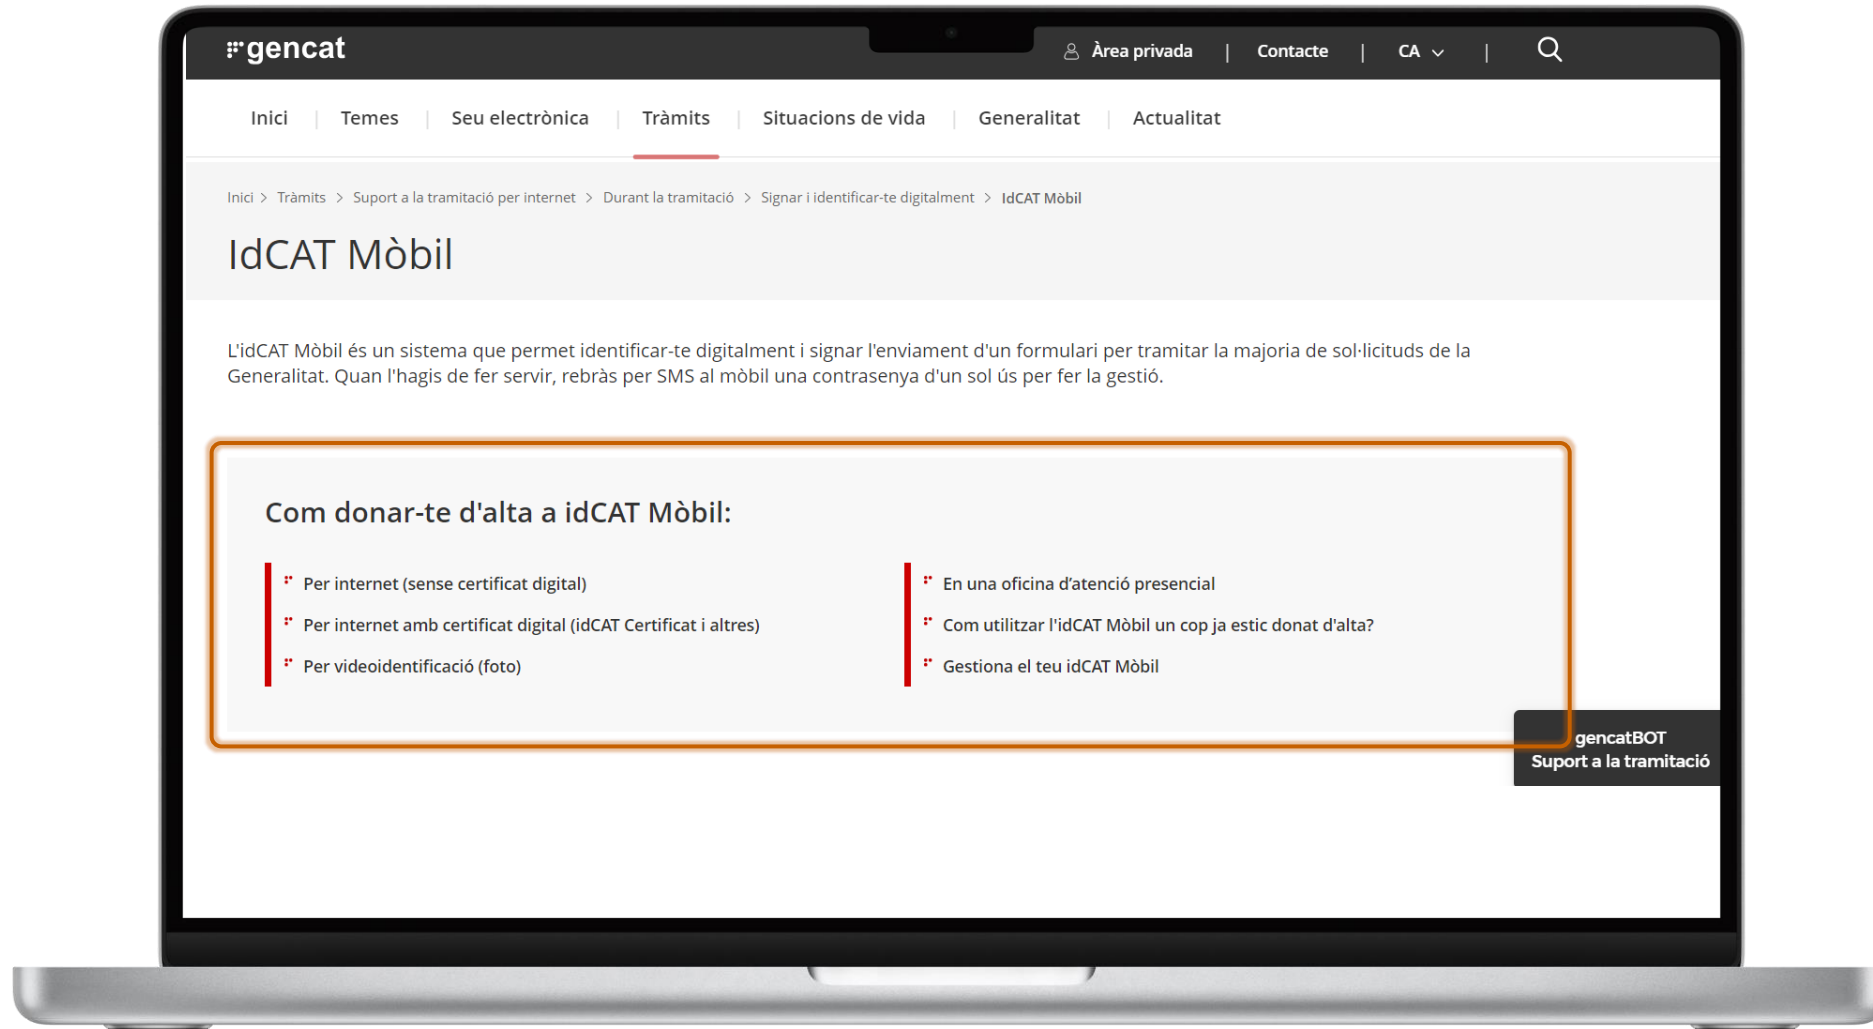 gencat
Àrea privada | Contacte | CA |
Inici | Temes | Seu electrònica | Tràmits | Situacions de vida | Generalitat | Actualitat
Inici > Tràmits > Suport a la tramitació per internet > Durant la tramitació > Signar i identificar-te digitalment > IdCAT Mòbil
IdCAT Mòbil
L'idCAT Mòbil és un sistema que permet identificar-te digitalment i signar l'enviament d'un formulari per tramitar la majoria de sol·licituds de la
Generalitat. Quan l'hagis de fer servir, rebràs per SMS al mòbil una contrasenya d'un sol ús per fer la gestió.
Com donar-te d'alta a idCAT Mòbil:
Per internet (sense certificat digital)
Per internet amb certificat digital (idCAT Certificat i altres)
Per videoidentificació (foto)
En una oficina d'atenció presencial
Com utilitzar l'idCAT Mòbil un cop ja estic donat d'alta?
Gestiona el teu idCAT Mòbil
gencatBOT
Suport a la tramitació